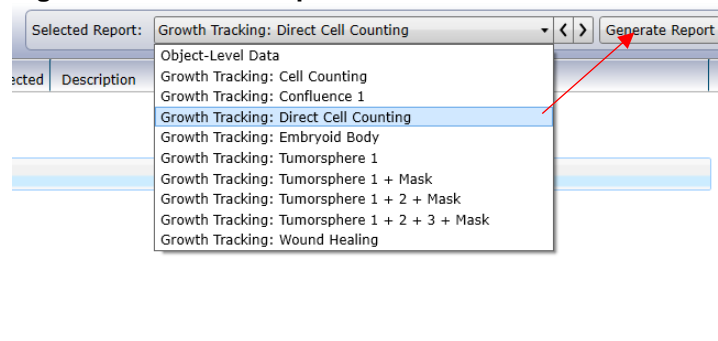 Selected Report: Growth Tracking: Direct Cell Counting Generate Report
Object-Level Data
ected Description
Growth Tracking: Cell Counting
Growth Tracking: Confluence 1
Growth Tracking: Direct Cell Counting
Growth Tracking: Embryoid Body
Growth Tracking: Tumorsphere 1
Growth Tracking: Tumorsphere 1 + Mask
Growth Tracking: Tumorsphere 1 + 2 + Mask
Growth Tracking: Tumorsphere 1 + 2 + 3 + Mask
Growth Tracking: Wound Healing